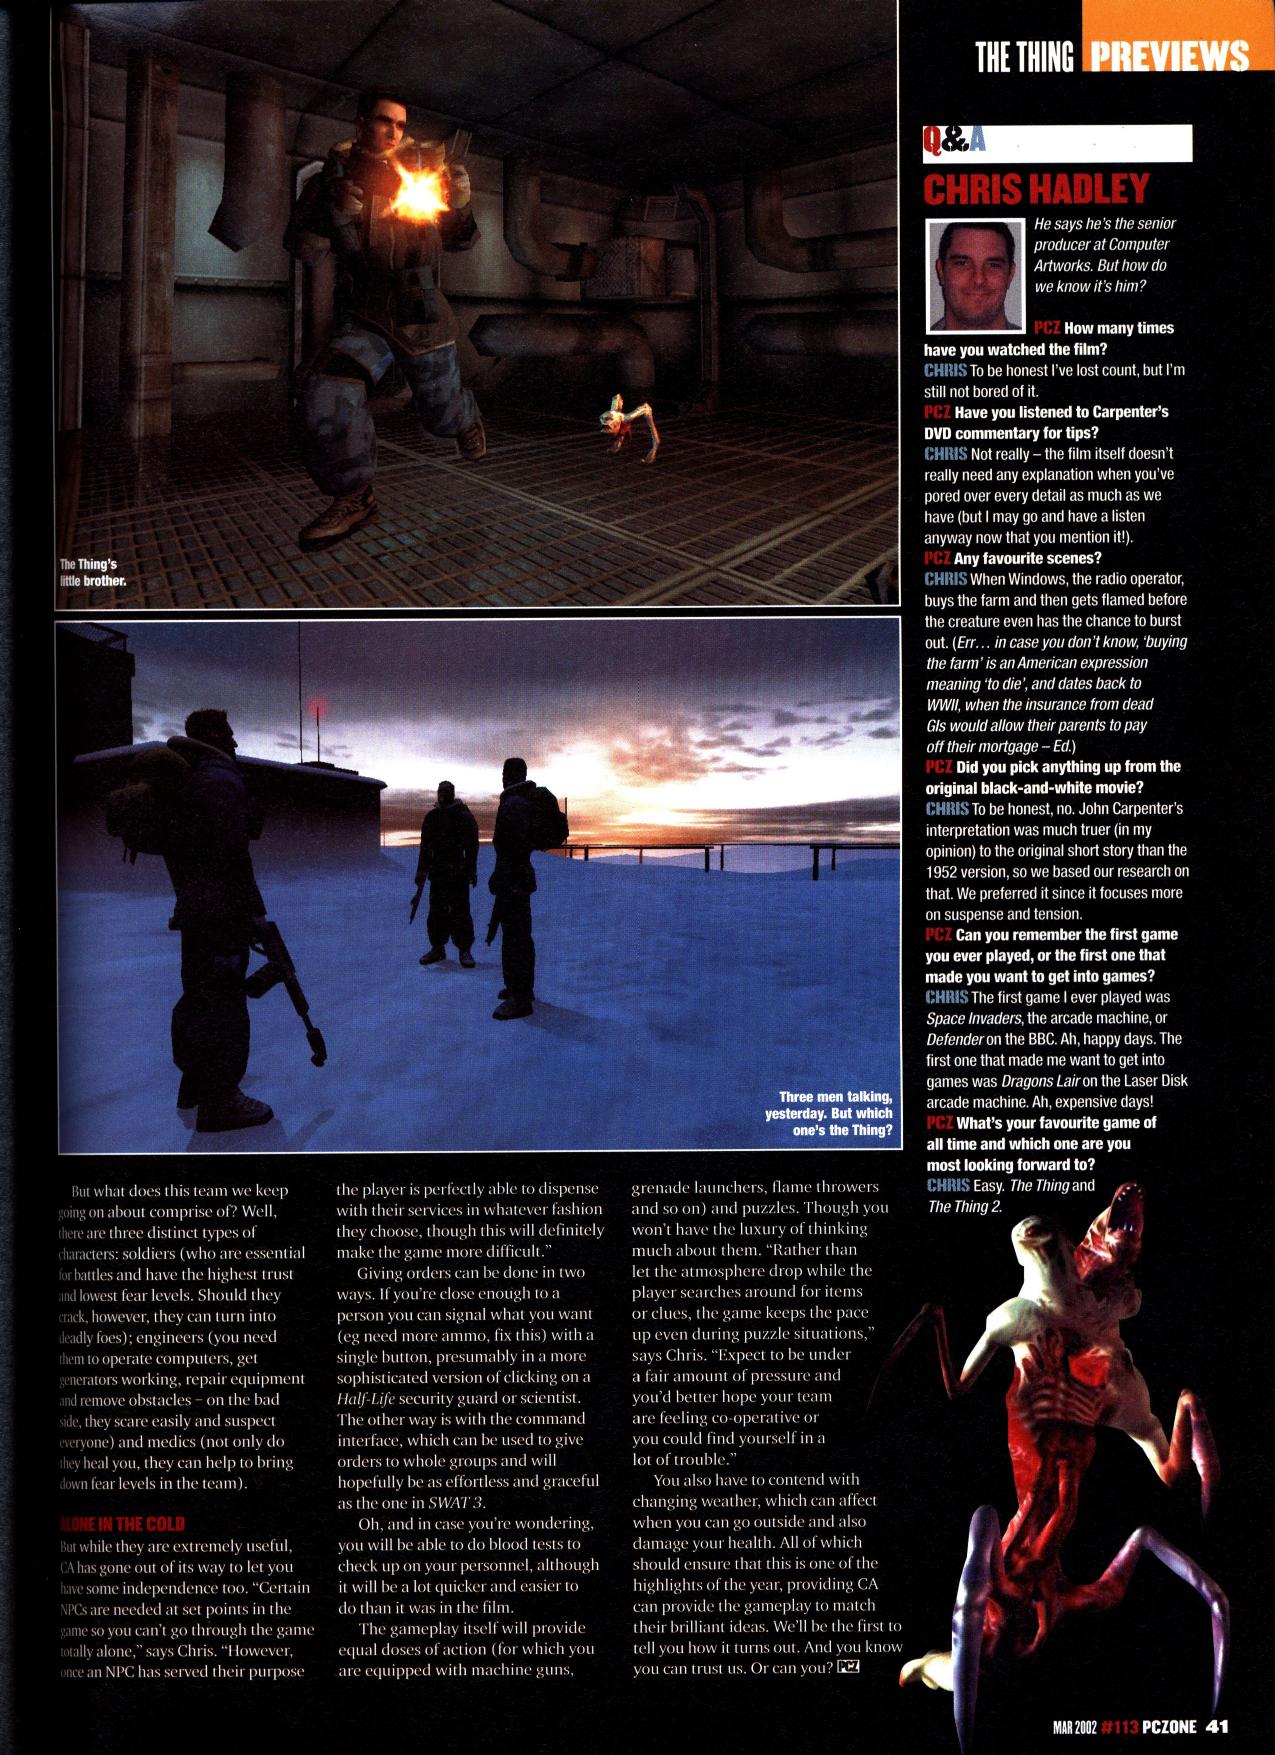 THE THING PREVIEWS
The Thing's
little brother.
Three men talking,
yesterday. But which
one's the Thing?
But what does this team we keep
going on about comprise of? Well,
there are three distinct types of
characters: soldiers (who are essential
for battles and have the highest trust
and lowest fear levels. Should they
crack, however, they can turn into
deadly foes); engineers (you need
them to operate computers, get
generators working, repair equipment
and remove obstacles – on the bad
side, they scare easily and suspect
everyone) and medics (not only do
they heal you, they can help to bring
down fear levels in the team).
ALONE IN THE COLD
But while they are extremely useful,
CA has gone out of its way to let you
have some independence too. “Certain
NPCs are needed at set points in the
game so you can't go through the game
totally alone,” says Chris. “However,
once an NPC has served their purpose
the player is perfectly able to dispense
with their services in whatever fashion
they choose, though this will definitely
make the game more difficult.”
Giving orders can be done in two
ways. If you're close enough to a
person you can signal what you want
(eg need more ammo, fix this) with a
single button, presumably in a more
sophisticated version of clicking on a
Half-Life security guard or scientist.
The other way is with the command
interface, which can be used to give
orders to whole groups and will
hopefully be as effortless and graceful
as the one in SWAT 3.
Oh, and in case you're wondering,
you will be able to do blood tests to
check up on your personnel, although
it will be a lot quicker and easier to
do than it was in the film.
The gameplay itself will provide
equal doses of action (for which you
are equipped with machine guns,
grenade launchers, flame throwers
and so on) and puzzles. Though you
won't have the luxury of thinking
much about them. “Rather than
let the atmosphere drop while the
player searches around for items
or clues, the game keeps the pace
up even during puzzle situations,”
says Chris. “Expect to be under
a fair amount of pressure and
you'd better hope your team
are feeling co-operative or
you could find yourself in a
lot of trouble.”
You also have to contend with
changing weather, which can affect
when you can go outside and also
damage your health. All of which
should ensure that this is one of the
highlights of the year, providing CA
can provide the gameplay to match
their brilliant ideas. We'll be the first to
tell you how it turns out. And you know
you can trust us. Or can you? PCZ
Q&A
CHRIS HADLEY
He says he's the senior
producer at Computer
Artworks. But how do
we know it's him?
PCZ How many times
have you watched the film?
CHRIS To be honest I've lost count, but I'm
still not bored of it.
PCZ Have you listened to Carpenter's
DVD commentary for tips?
CHRIS Not really – the film itself doesn't
really need any explanation when you've
pored over every detail as much as we
have (but I may go and have a listen
anyway now that you mention it!).
PCZ Any favourite scenes?
CHRIS When Windows, the radio operator,
buys the farm and then gets flamed before
the creature even has the chance to burst
out. (Err... in case you don't know, ‘buying
the farm’ is an American expression
meaning ‘to die’, and dates back to
WWII, when the insurance from dead
GIs would allow their parents to pay
off their mortgage – Ed.)
PCZ Did you pick anything up from the
original black-and-white movie?
CHRIS To be honest, no. John Carpenter's
interpretation was much truer (in my
opinion) to the original short story than the
1952 version, so we based our research on
that. We preferred it since it focuses more
on suspense and tension.
PCZ Can you remember the first game
you ever played, or the first one that
made you want to get into games?
CHRIS The first game I ever played was
Space Invaders, the arcade machine, or
Defender on the BBC. Ah, happy days. The
first one that made me want to get into
games was Dragons Lair on the Laser Disk
arcade machine. Ah, expensive days!
PCZ What's your favourite game of
all time and which one are you
most looking forward to?
CHRIS Easy. The Thing and
The Thing 2.
MAR 2002 #113 PCZONE 41